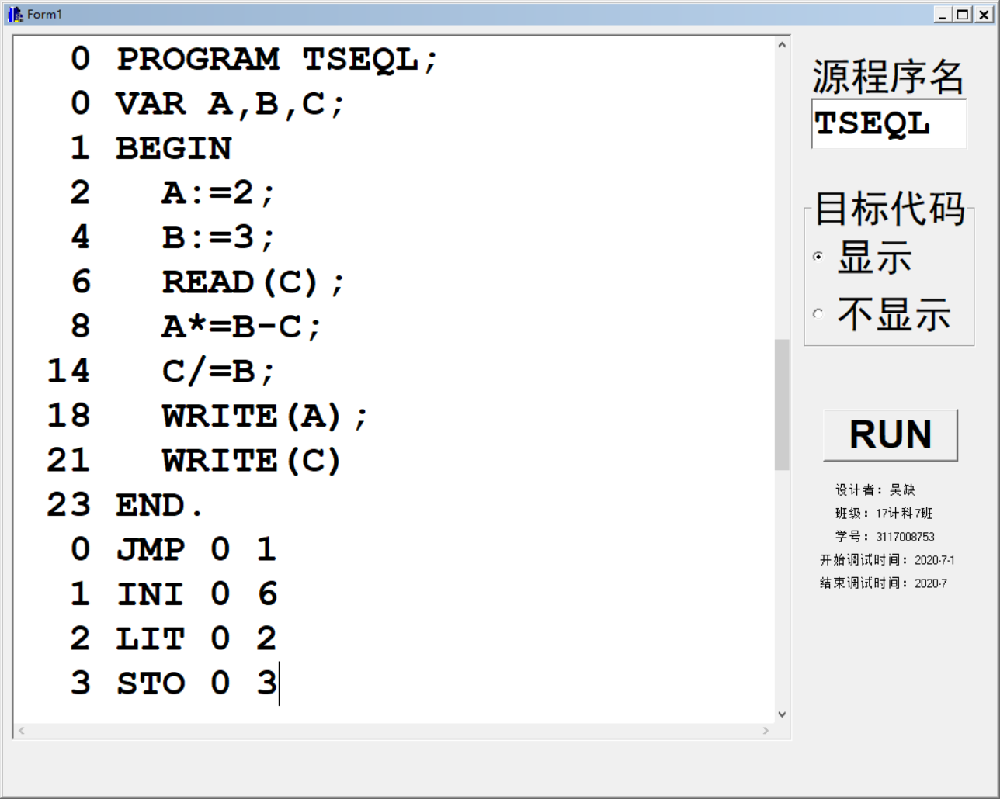 Form1
0 PROGRAM TSEQL;
0 VAR A,B,C;
1 BEGIN
2 A:=2;
4 B:=3;
6 READ(C);
8 A*=B-C;
14 C/=B;
18 WRITE(A);
21 WRITE(C)
23 END.
0 JMP 0 1
1 INI 0 6
2 LIT 0 2
3 STO 0 3
源程序名
TSEQL
目标代码
显示
不显示
RUN
设计者：吴缺
班级：17计科7班
学号：3117008753
开始调试时间：2020-7-1
结束调试时间：2020-7